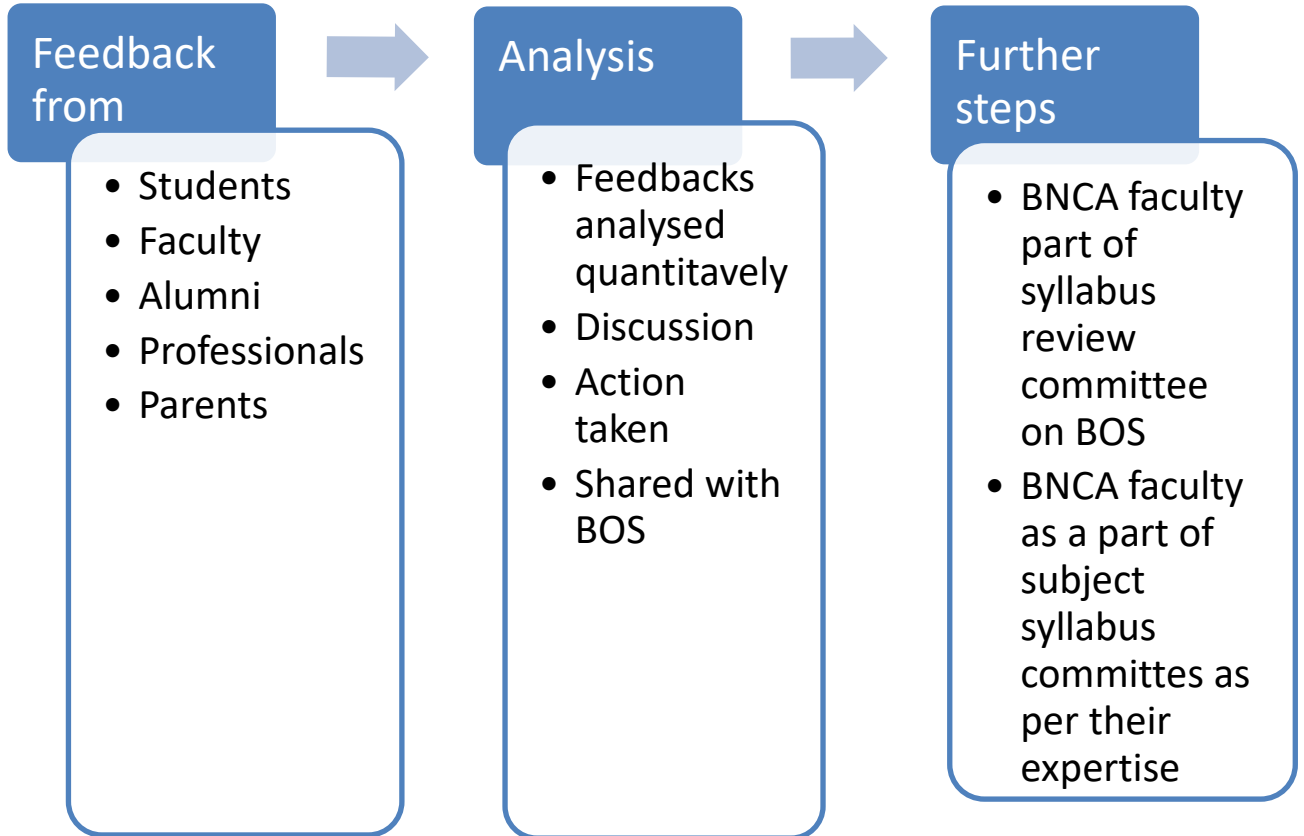 Feedback
from
• Students
• Faculty
• Alumni
• Professionals
• Parents
Analysis
• Feedbacks
analysed
quantitavely
• Discussion
• Action
taken
• Shared with
BOS
Further
steps
• BNCA faculty
part of
syllabus
review
committee
on BOS
• BNCA faculty
as a part of
subject
syllabus
committes as
per their
expertise